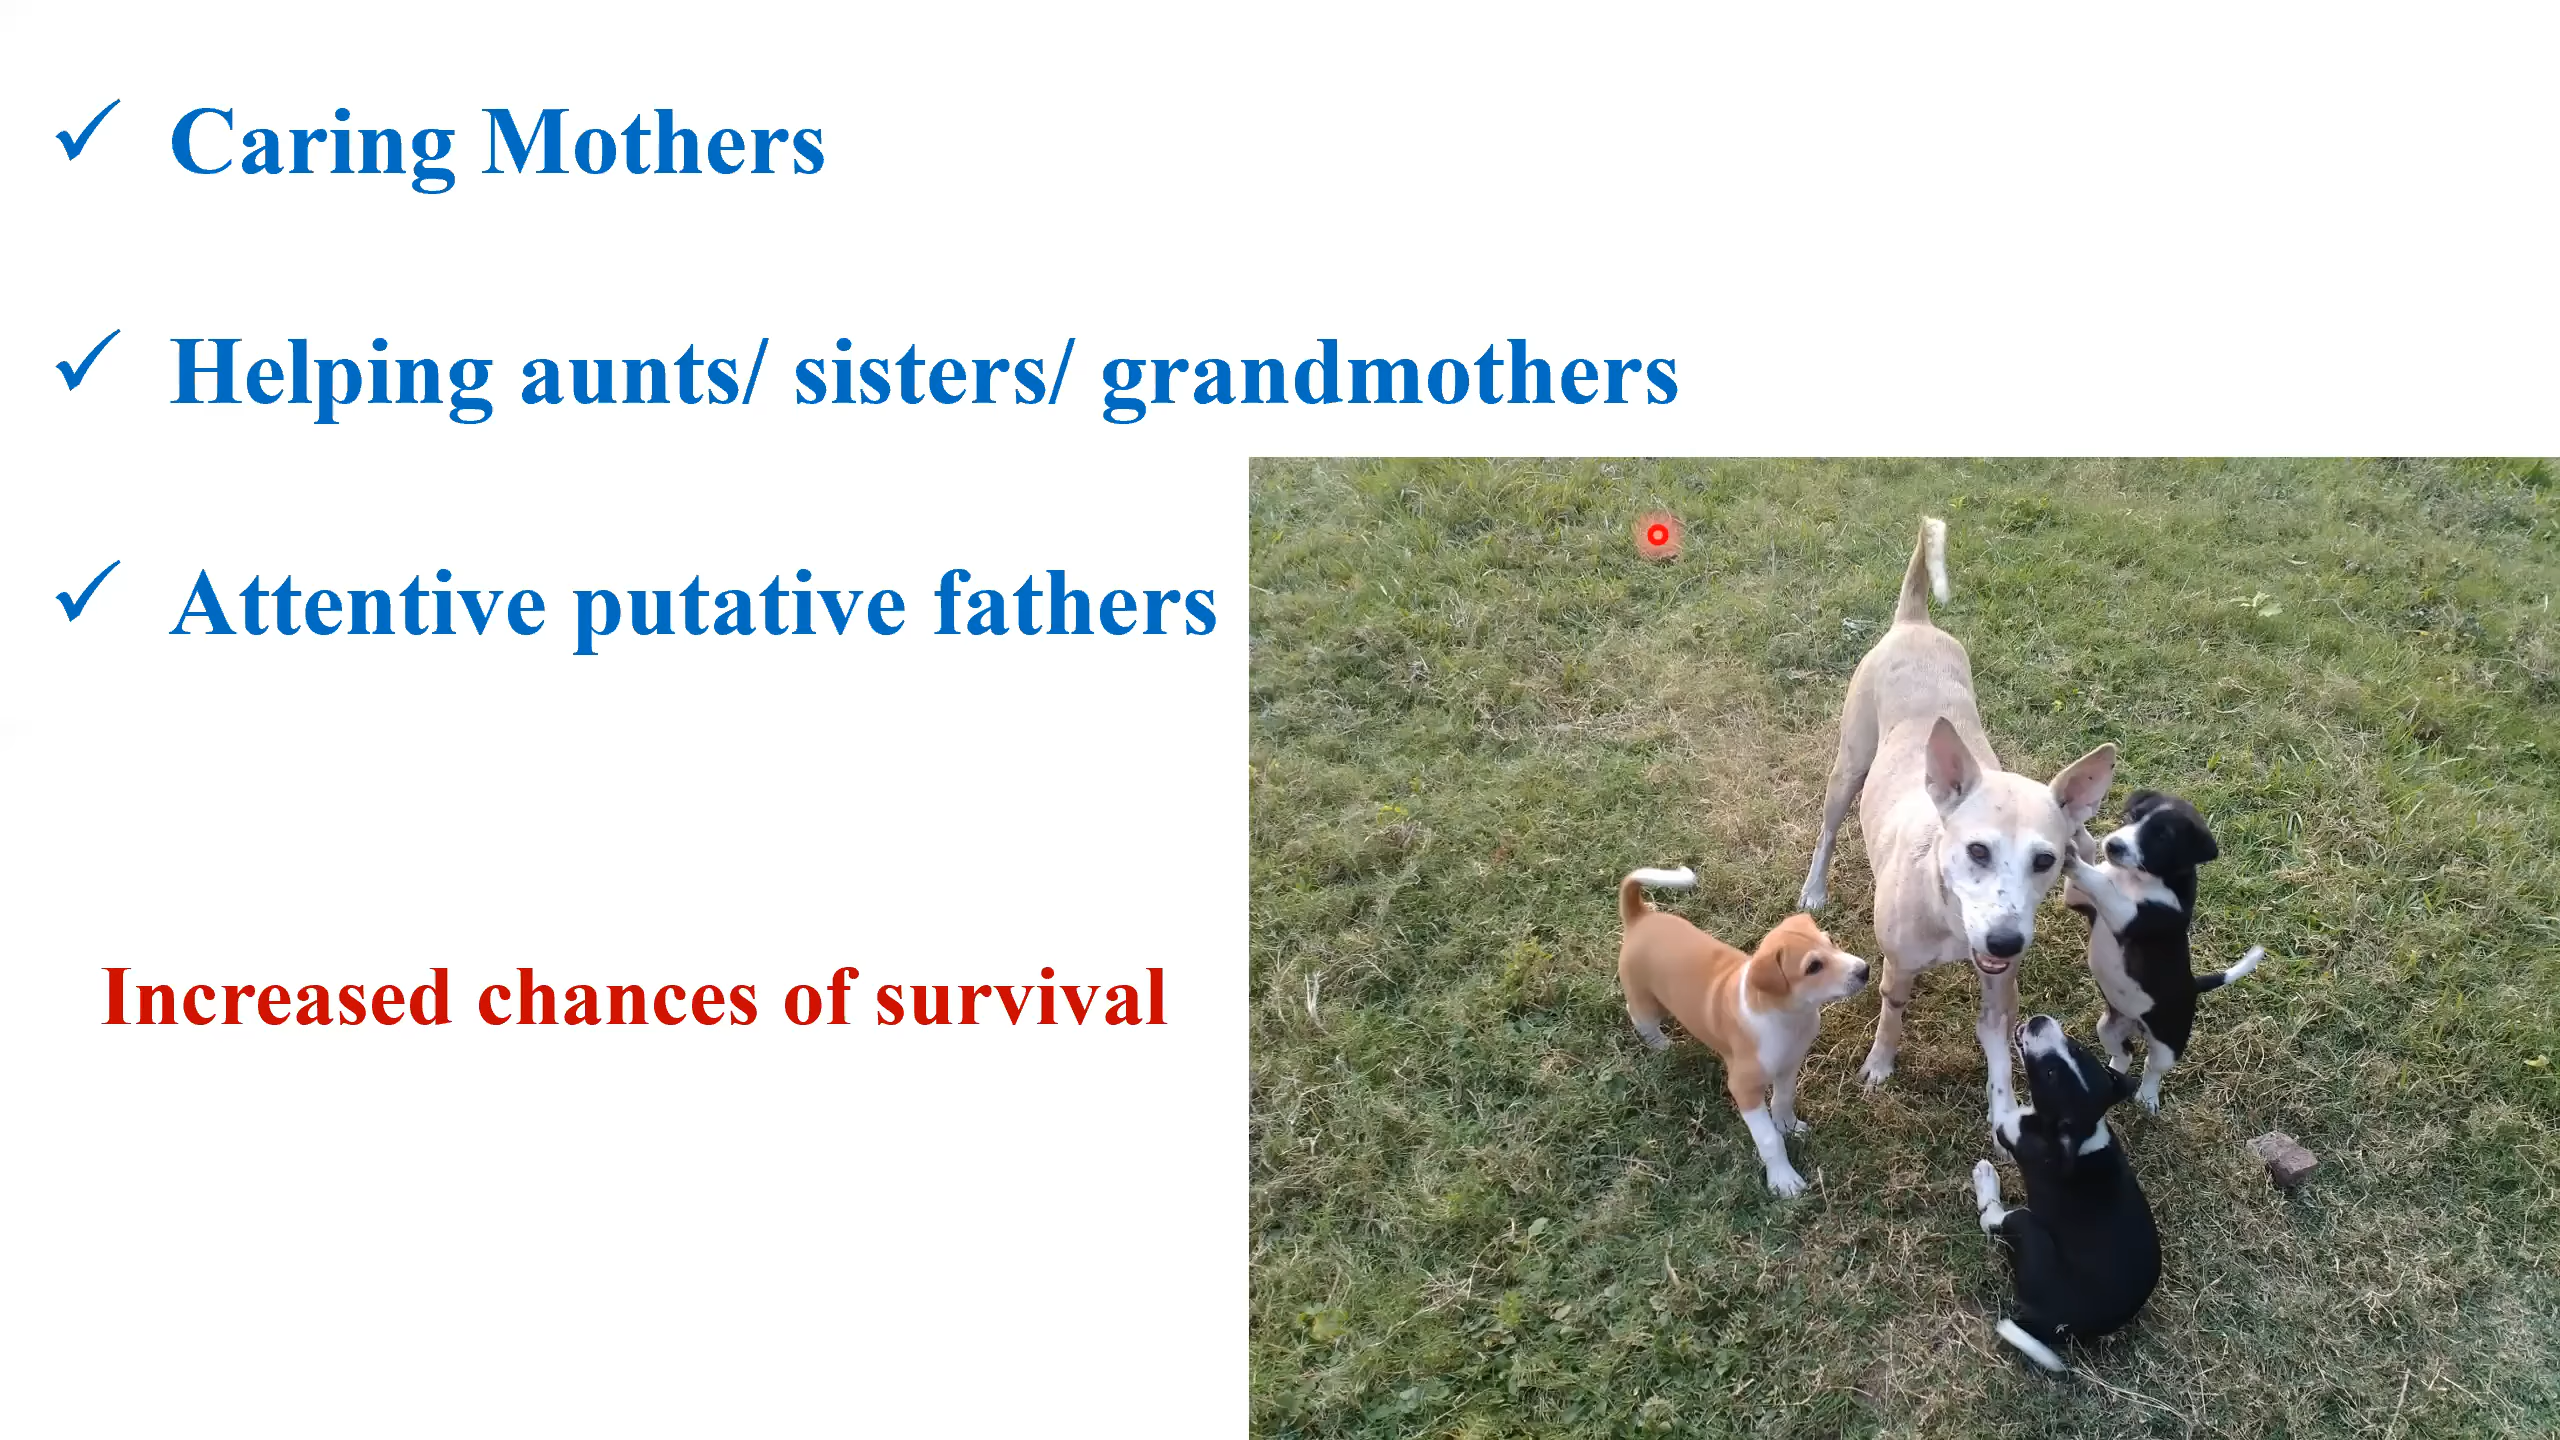 Caring Mothers
Helping aunts/ sisters/ grandmothers
Attentive putative fathers
Increased chances of survival